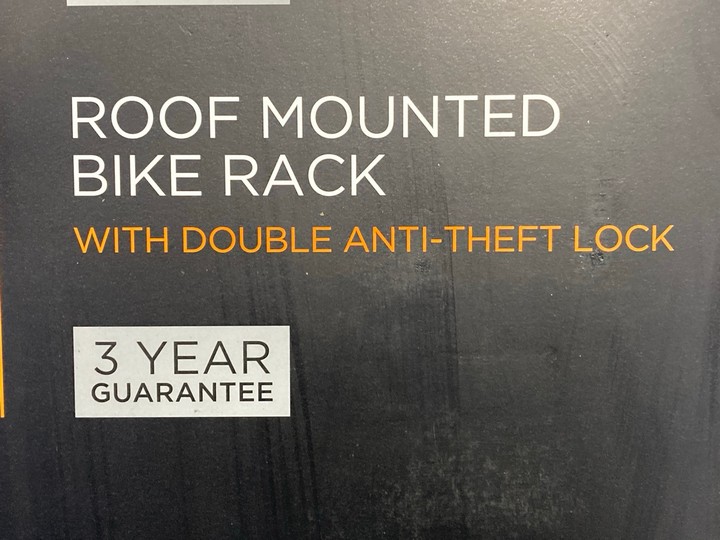 ROOF MOUNTED
BIKE RACK
WITH DOUBLE ANTI-THEFT LOCK
3 YEAR
GUARANTEE